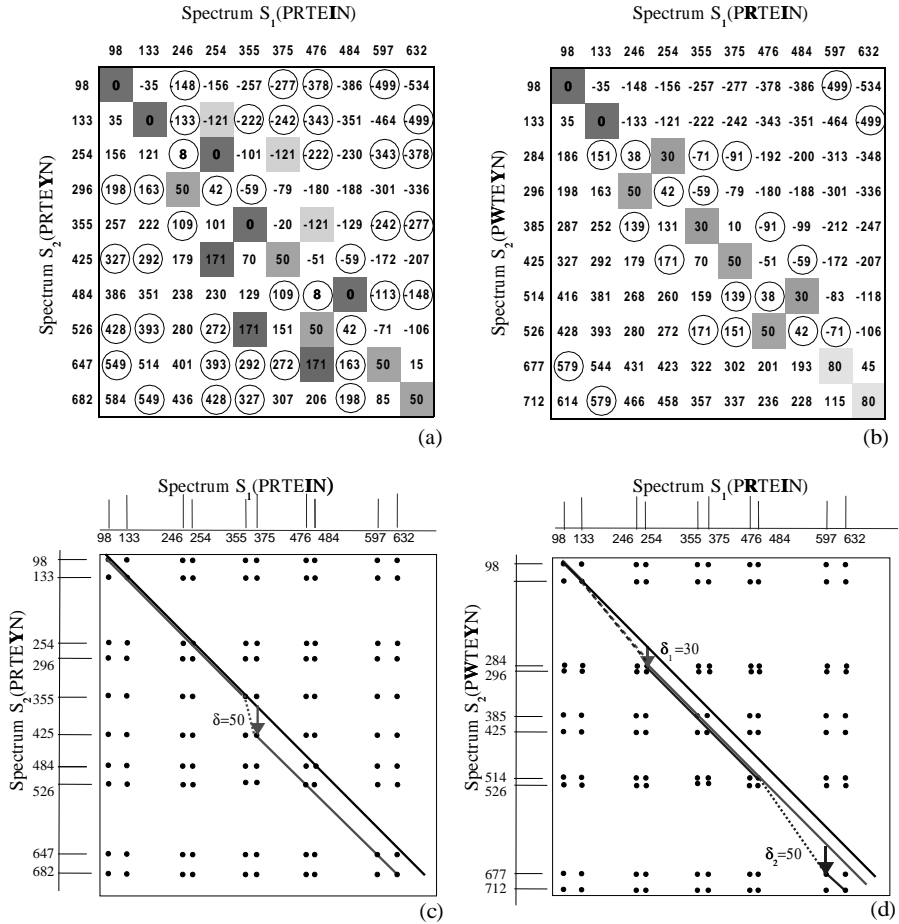 Spectrum S1(PRTEIN)
98 133 246 254 355 375 476 484 597 632
Spectrum S2(PRTEYN)
98 0 -35 -148 -156 -257 -277 -378 -386 -499 -534
133 35 0 -133 -121 -222 -242 -343 -351 -464 -499
254 156 121 8 0 -101 -121 -222 -230 -343 -378
296 198 163 50 42 -59 -79 -180 -188 -301 -336
355 257 222 109 101 0 -20 -121 -129 -242 -277
425 327 292 179 171 70 50 -51 -59 -172 -207
484 386 351 238 230 129 109 8 0 -113 -148
526 428 393 280 272 171 151 50 42 -71 -106
647 549 514 401 393 292 272 171 163 50 15
682 584 549 436 428 327 307 206 198 85 50
(a)
Spectrum S1(PRTEIN)
98 133 246 254 355 375 476 484 597 632
Spectrum S2(PWTEYN)
98 0 -35 -148 -156 -257 -277 -378 -386 -499 -534
133 35 0 -133 -121 -222 -242 -343 -351 -464 -499
284 186 151 38 30 -71 -91 -192 -200 -313 -348
296 198 163 50 42 -59 -79 -180 -188 -301 -336
385 287 252 139 131 30 10 -91 -99 -212 -247
425 327 292 179 171 70 50 -51 -59 -172 -207
514 416 381 268 260 159 139 38 30 -83 -118
526 428 393 280 272 171 151 50 42 -71 -106
677 579 544 431 423 322 302 201 193 80 45
712 614 579 466 458 357 337 236 228 115 80
(b)
Spectrum S1(PRTEIN)
98 133 246 254 355 375 476 484 597 632
Spectrum S2(PRTEYN)
98
133
254
296
355
425
484
526
647
682
δ=50
(c)
Spectrum S1(PRTEIN)
98 133 246 254 355 375 476 484 597 632
Spectrum S2(PWTEYN)
98
284
296
385
425
514
526
677
712
δ1=30
δ2=50
(d)